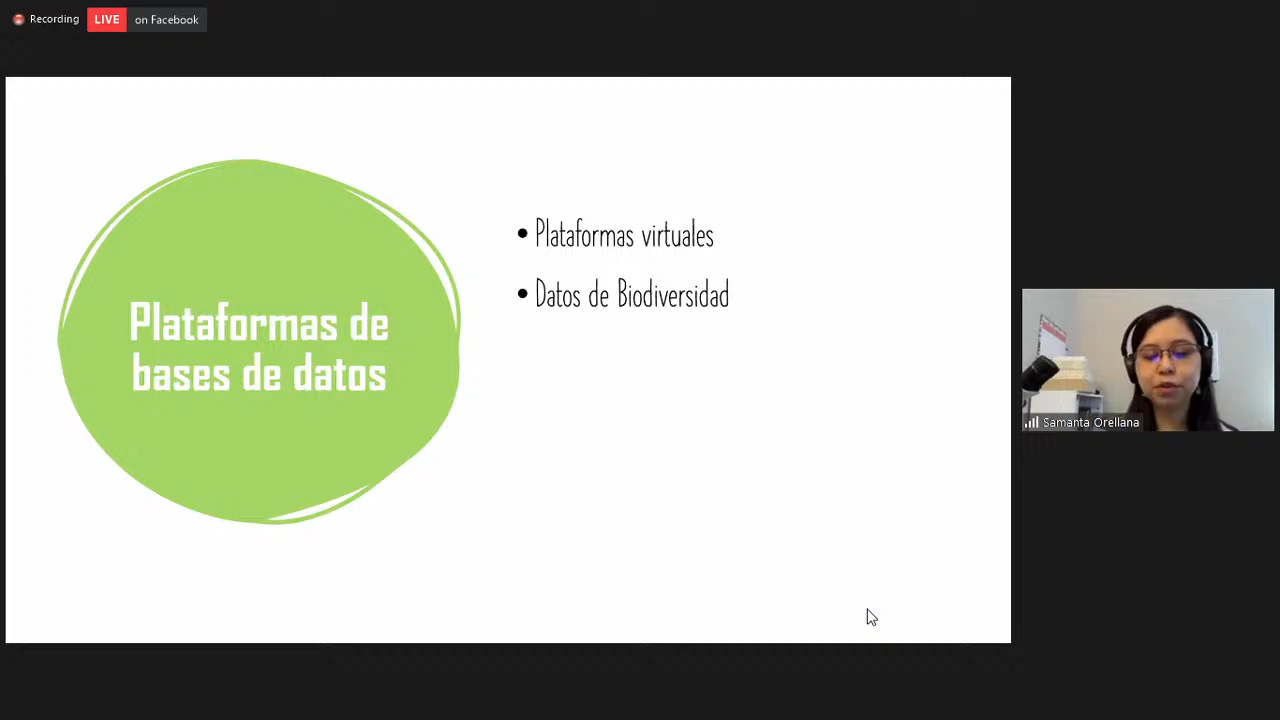 Recording
LIVE on Facebook
Plataformas de
bases de datos
• Plataformas virtuales
• Datos de Biodiversidad
Samanta Orellana